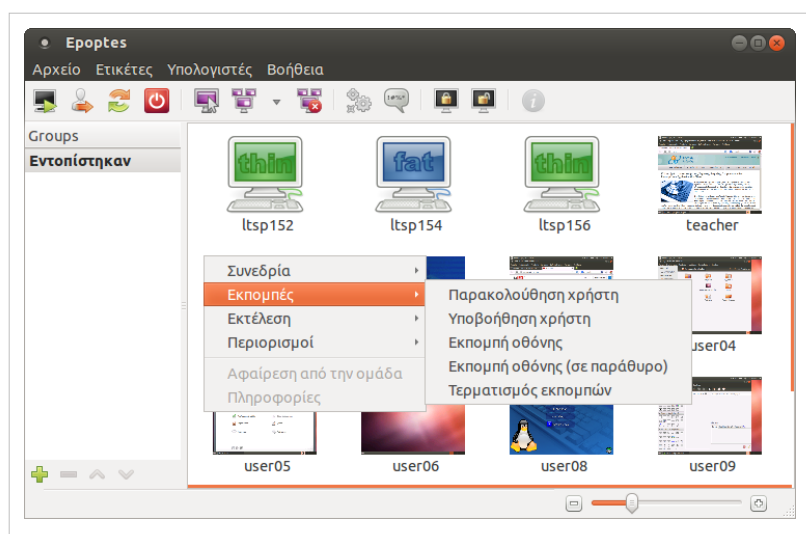 Epoptes
Αρχείο Ετικέτες Υπολογιστές Βοήθεια
Groups
Εντοπίστηκαν
thin
fat
thin
ltsp152
ltsp154
ltsp156
teacher
Συνεδρία
Εκπομπές
Εκτέλεση
Περιορισμοί
Αφαίρεση από την ομάδα
Πληροφορίες
Παρακολούθηση χρήστη
Υποβοήθηση χρήστη
Εκπομπή οθόνης
Εκπομπή οθόνης (σε παράθυρο)
Τερματισμός εκπομπών
user04
user05
user06
user08
user09